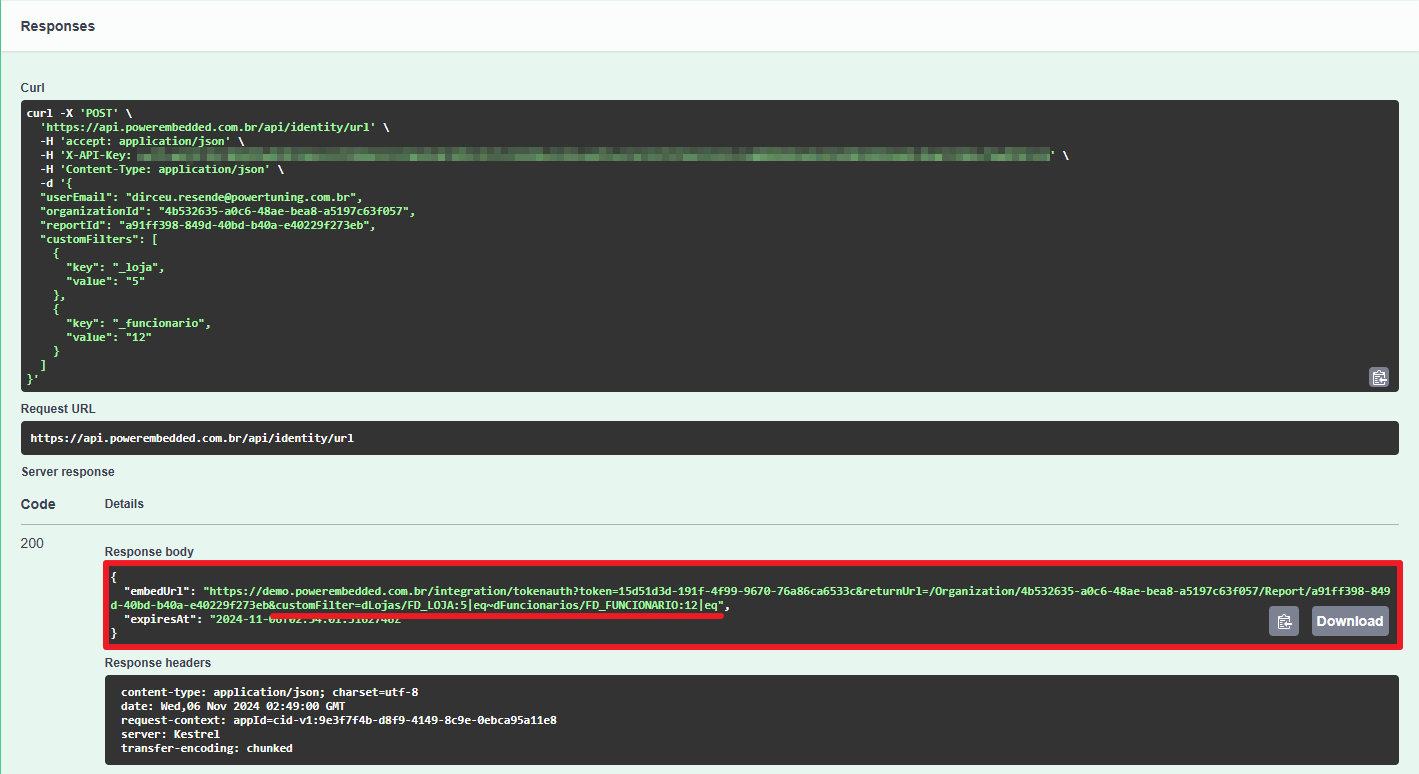 Responses
Curl
curl -X 'POST' \
'https://api.powerembedded.com.br/api/identity/url' \
-H 'accept: application/json' \
-H 'X-API-Key: ' \
-H 'Content-Type: application/json' \
-d '{
"userEmail": "dirceu.resende@powertuning.com.br",
"organizationId": "4b532635-a0c6-48ae-bea8-a5197c63f057",
"reportId": "a91ff398-849d-40bd-b40a-e40229f273eb",
"customFilters": [
{
"key": "_loja",
"value": "5"
},
{
"key": "_funcionario",
"value": "12"
}
]
}'
Request URL
https://api.powerembedded.com.br/api/identity/url
Server response
Code Details
200
Response body
{
"embedUrl": "https://demo.powerembedded.com.br/integration/tokenauth?token=15d51d3d-191f-4f99-9670-76a86ca6533c&returnUrl=/Organization/4b532635-a0c6-48ae-bea8-a5197c63f057/Report/a91ff398-849
d-40bd-b40a-e40229f273eb&customFilter=dLojas/FD_LOJA:5|eq~dFuncionarios/FD_FUNCIONARIO:12|eq",
"expiresAt":
}
Download
Response headers
content-type: application/json; charset=utf-8
date: Wed,06 Nov 2024 02:49:00 GMT
request-context: appId=cid-v1:9e3f7f4b-d8f9-4149-8c9e-0ebca95a11e8
server: Kestrel
transfer-encoding: chunked